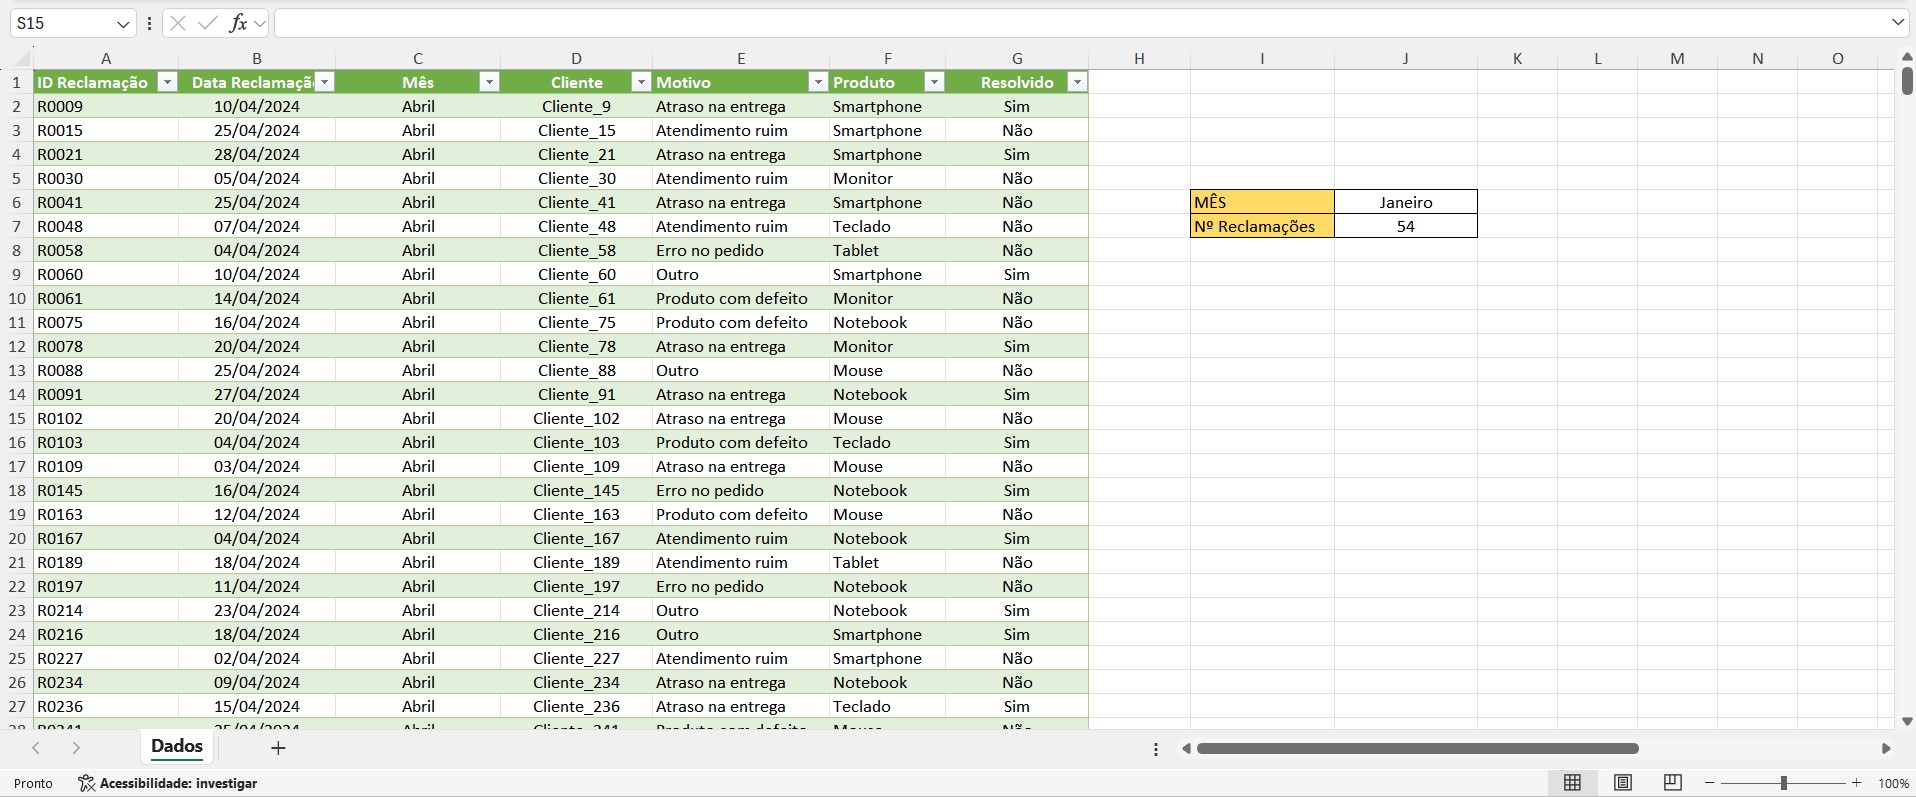 S15 fx
A B C D E F G H I J K L M N O
1 ID Reclamação Data Reclamaçã Mês Cliente Motivo Produto Resolvido
2 R0009 10/04/2024 Abril Cliente_9 Atraso na entrega Smartphone Sim
3 R0015 25/04/2024 Abril Cliente_15 Atendimento ruim Smartphone Não
4 R0021 28/04/2024 Abril Cliente_21 Atraso na entrega Smartphone Sim
5 R0030 05/04/2024 Abril Cliente_30 Atendimento ruim Monitor Não
6 R0041 25/04/2024 Abril Cliente_41 Atraso na entrega Smartphone Não MÊS Janeiro
7 R0048 07/04/2024 Abril Cliente_48 Atendimento ruim Teclado Não Nº Reclamações 54
8 R0058 04/04/2024 Abril Cliente_58 Erro no pedido Tablet Não
9 R0060 10/04/2024 Abril Cliente_60 Outro Smartphone Sim
10 R0061 14/04/2024 Abril Cliente_61 Produto com defeito Monitor Não
11 R0075 16/04/2024 Abril Cliente_75 Produto com defeito Notebook Não
12 R0078 20/04/2024 Abril Cliente_78 Atraso na entrega Monitor Sim
13 R0088 25/04/2024 Abril Cliente_88 Outro Mouse Não
14 R0091 27/04/2024 Abril Cliente_91 Atraso na entrega Notebook Sim
15 R0102 20/04/2024 Abril Cliente_102 Atraso na entrega Mouse Não
16 R0103 04/04/2024 Abril Cliente_103 Produto com defeito Teclado Sim
17 R0109 03/04/2024 Abril Cliente_109 Atraso na entrega Mouse Não
18 R0145 16/04/2024 Abril Cliente_145 Erro no pedido Notebook Sim
19 R0163 12/04/2024 Abril Cliente_163 Produto com defeito Mouse Não
20 R0167 04/04/2024 Abril Cliente_167 Atendimento ruim Notebook Sim
21 R0189 18/04/2024 Abril Cliente_189 Atendimento ruim Tablet Não
22 R0197 11/04/2024 Abril Cliente_197 Erro no pedido Notebook Não
23 R0214 23/04/2024 Abril Cliente_214 Outro Notebook Sim
24 R0216 18/04/2024 Abril Cliente_216 Outro Smartphone Sim
25 R0227 02/04/2024 Abril Cliente_227 Atendimento ruim Smartphone Não
26 R0234 09/04/2024 Abril Cliente_234 Atraso na entrega Notebook Não
27 R0236 15/04/2024 Abril Cliente_236 Atraso na entrega Teclado Sim
28 R0241 25/04/2024 Abril Cliente_241 Produto com defeito Mouse Não
Dados
Pronto Acessibilidade: investigar 100%